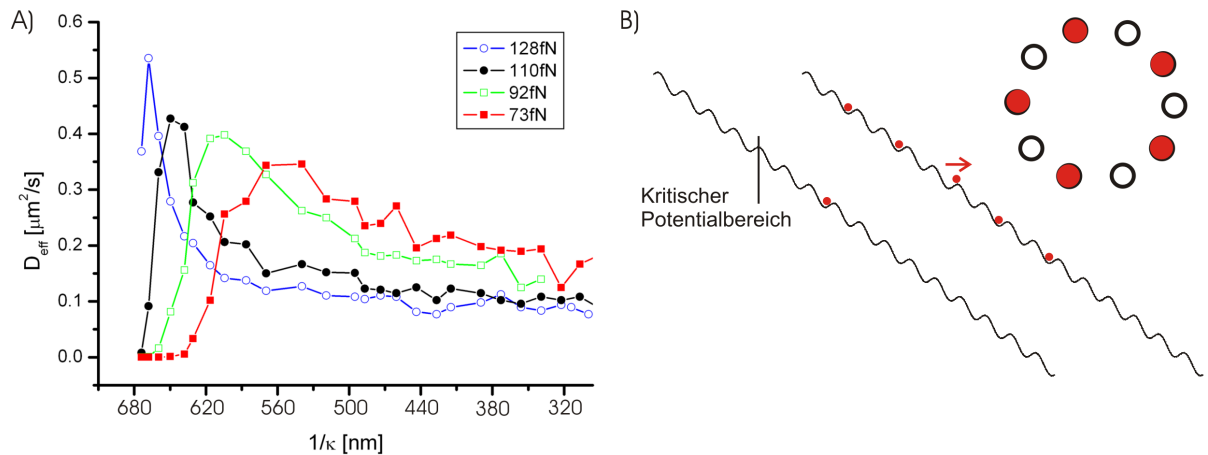 A)
0.6
0.5
0.4
0.3
0.2
0.1
0.0
D_eff [μm²/s]
680 620 560 500 440 380 320
1/κ [nm]
128fN
110fN
92fN
73fN
B)
Kritischer
Potentialbereich